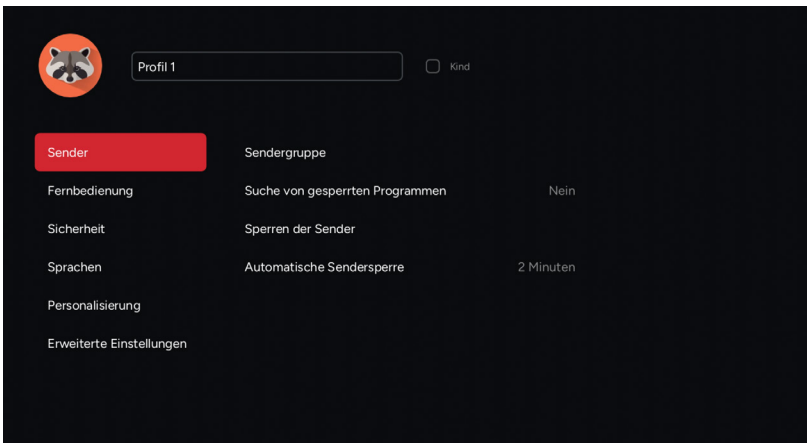 Profil 1
Kind
Sender
Sendergruppe
Fernbedienung
Suche von gesperrten Programmen Nein
Sicherheit
Sperren der Sender
Sprachen
Automatische Sendersperre 2 Minuten
Personalisierung
Erweiterte Einstellungen